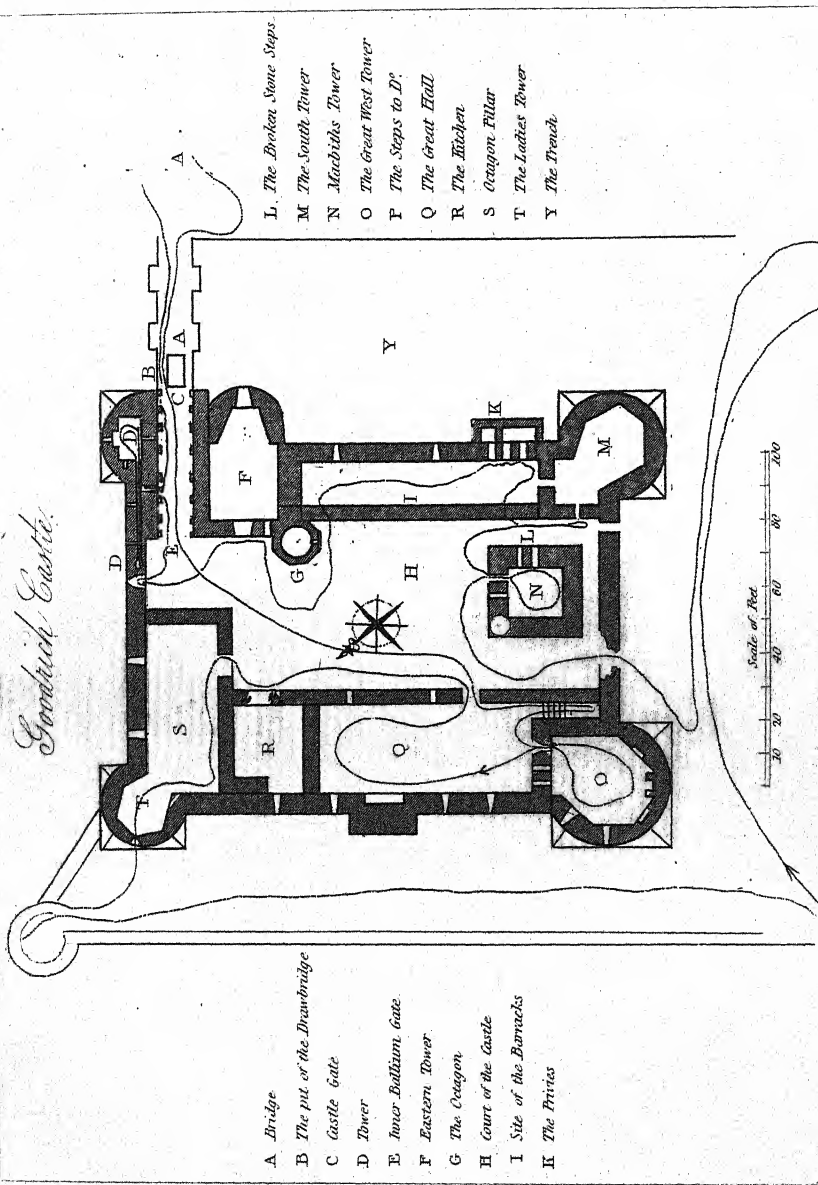 Goodrich Castle.
A Bridge
B The pit of the Drawbridge
C Castle Gate
D Tower
E Inner Ballium Gate
F Eastern Tower
G The Octagon
H Court of the Castle
I Site of the Barracks
K The Privies
L. The Broken Stone Steps
M The South Tower
N Macbiths Tower
O The Great West Tower
P The Steps to Do.
Q The Great Hall
R The Kitchen
S Octagon Pillar
T The Ladies Tower
Y The Trench
A
A
B
C
D
D
E
F
G
H
I
K
L
M
N
O
Q
R
S
T
Y
Scale of Feet
10 20 40 60 80 100